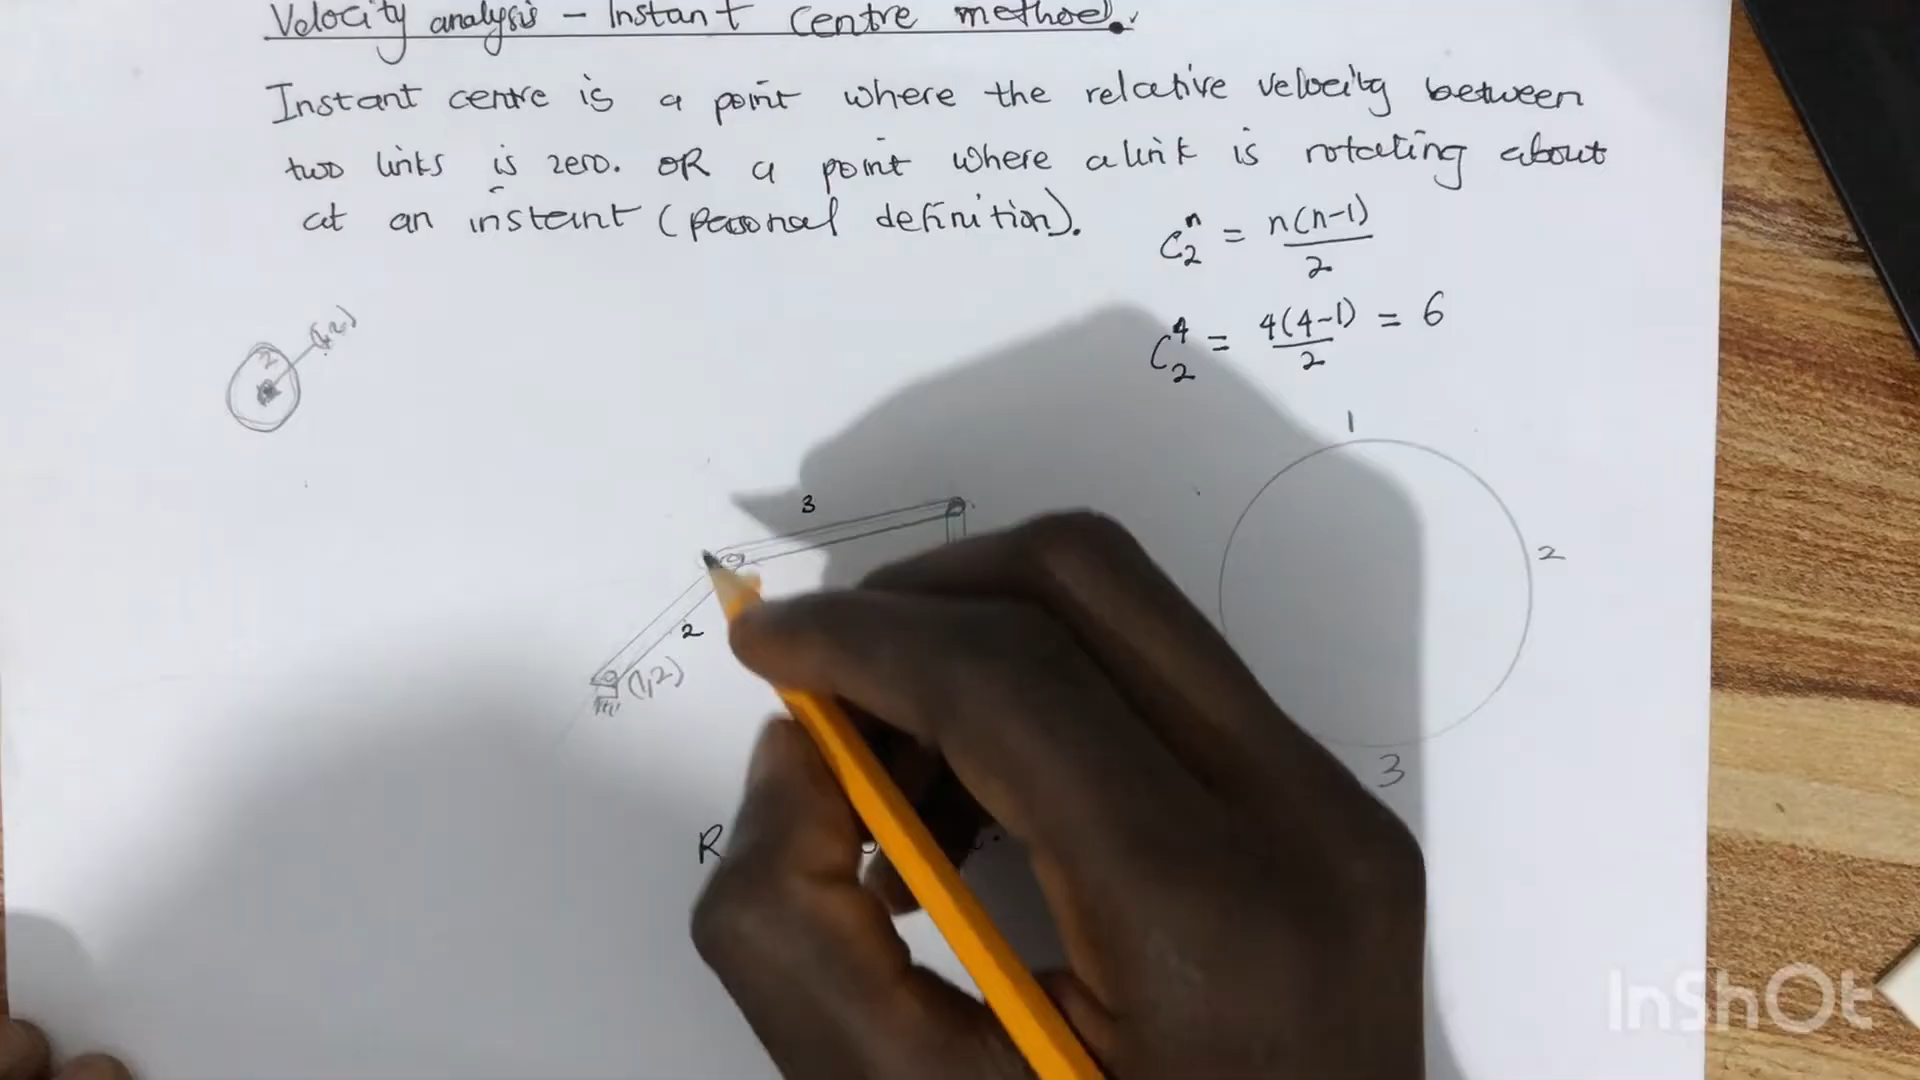 Velocity analysis – Instant centre method.
Instant centre is a point where the relative velocity between
two links is zero. OR a point where a link is rotating about
at an instant (personal definition).
C₂ⁿ = n(n-1)/2
C₂⁴ = 4(4-1)/2 = 6
2
(1,2)
1
2
3
3
2
(1,2)
R
InShOt